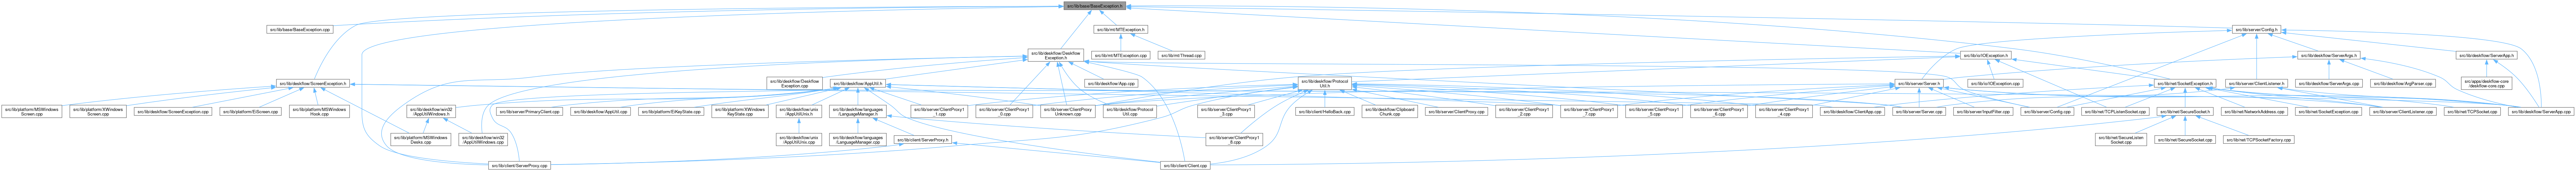 src/lib/base/BaseException.h
src/lib/base/BaseException.cpp
src/lib/mt/MTException.h
src/lib/server/Config.h
src/lib/deskflow/Deskflow
Exception.h
src/lib/mt/MTException.cpp
src/lib/mt/Thread.cpp
src/lib/io/IOException.h
src/lib/deskflow/ServerArgs.h
src/lib/deskflow/ServerApp.h
src/lib/deskflow/ScreenException.h
src/lib/deskflow/Deskflow
Exception.cpp
src/lib/deskflow/AppUtil.h
src/lib/deskflow/App.cpp
src/lib/deskflow/Protocol
Util.h
src/lib/server/Server.h
src/lib/io/IOException.cpp
src/lib/net/SocketException.h
src/lib/server/ClientListener.h
src/lib/deskflow/ServerArgs.cpp
src/lib/deskflow/ArgParser.cpp
src/apps/deskflow-core
/deskflow-core.cpp
src/lib/platform/MSWindows
Screen.cpp
src/lib/platform/XWindows
Screen.cpp
src/lib/deskflow/ScreenException.cpp
src/lib/platform/EiScreen.cpp
src/lib/platform/MSWindows
Hook.cpp
src/lib/deskflow/win32
/AppUtilWindows.h
src/lib/server/PrimaryClient.cpp
src/lib/deskflow/AppUtil.cpp
src/lib/platform/EiKeyState.cpp
src/lib/platform/XWindows
KeyState.cpp
src/lib/deskflow/unix
/AppUtilUnix.h
src/lib/deskflow/languages
/LanguageManager.h
src/lib/server/ClientProxy1
_1.cpp
src/lib/server/ClientProxy1
_0.cpp
src/lib/server/ClientProxy
Unknown.cpp
src/lib/deskflow/Protocol
Util.cpp
src/lib/server/ClientProxy1
_3.cpp
src/lib/client/HelloBack.cpp
src/lib/deskflow/Clipboard
Chunk.cpp
src/lib/server/ClientProxy.cpp
src/lib/server/ClientProxy1
_2.cpp
src/lib/server/ClientProxy1
_7.cpp
src/lib/server/ClientProxy1
_5.cpp
src/lib/server/ClientProxy1
_6.cpp
src/lib/server/ClientProxy1
_4.cpp
src/lib/deskflow/ClientApp.cpp
src/lib/server/Server.cpp
src/lib/server/InputFilter.cpp
src/lib/server/Config.cpp
src/lib/net/TCPListenSocket.cpp
src/lib/net/SecureSocket.h
src/lib/net/NetworkAddress.cpp
src/lib/net/SocketException.cpp
src/lib/server/ClientListener.cpp
src/lib/net/TCPSocket.cpp
src/lib/deskflow/ServerApp.cpp
src/lib/platform/MSWindows
Desks.cpp
src/lib/deskflow/win32
/AppUtilWindows.cpp
src/lib/deskflow/unix
/AppUtilUnix.cpp
src/lib/deskflow/languages
/LanguageManager.cpp
src/lib/client/ServerProxy.h
src/lib/server/ClientProxy1
_8.cpp
src/lib/net/SecureListen
Socket.cpp
src/lib/net/SecureSocket.cpp
src/lib/net/TCPSocketFactory.cpp
src/lib/client/ServerProxy.cpp
src/lib/client/Client.cpp